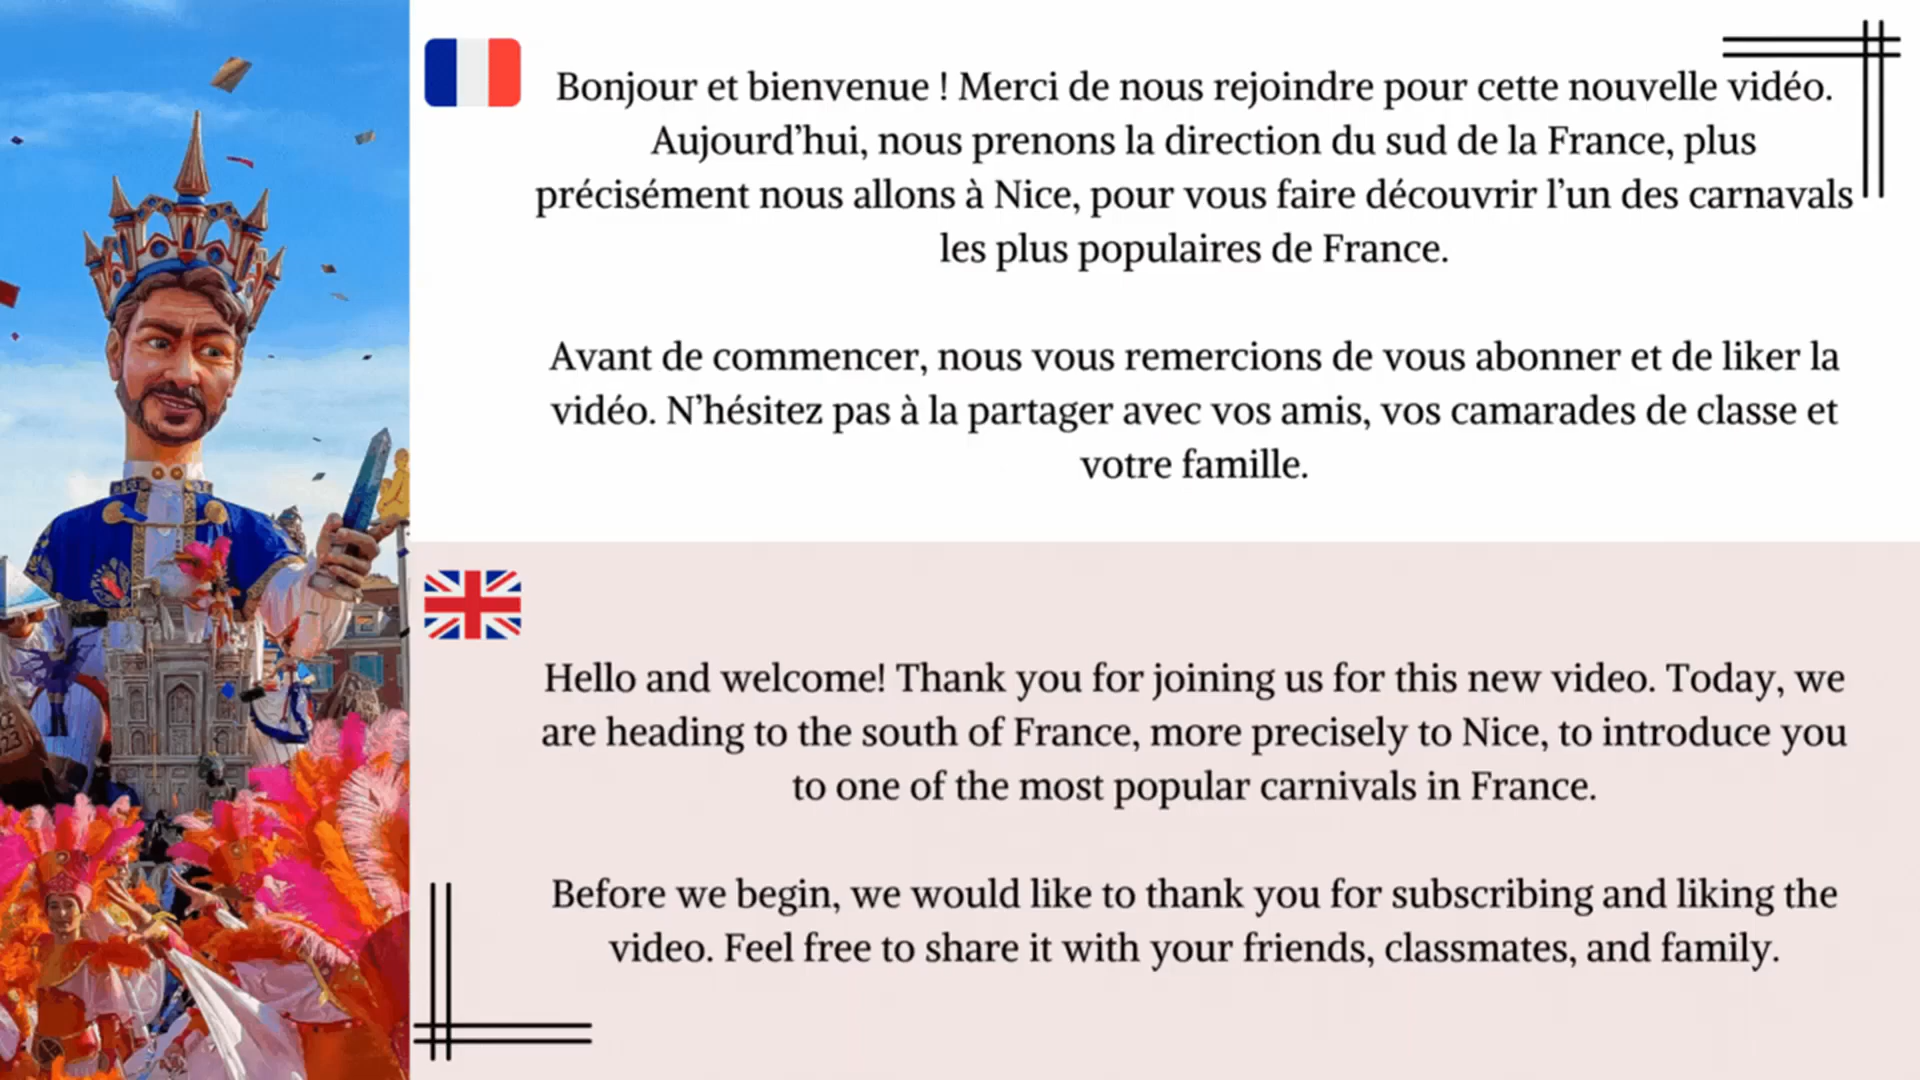 Bonjour et bienvenue ! Merci de nous rejoindre pour cette nouvelle vidéo.
Aujourd’hui, nous prenons la direction du sud de la France, plus
précisément nous allons à Nice, pour vous faire découvrir l’un des carnavals
les plus populaires de France.
Avant de commencer, nous vous remercions de vous abonner et de liker la
vidéo. N’hésitez pas à la partager avec vos amis, vos camarades de classe et
votre famille.
Hello and welcome! Thank you for joining us for this new video. Today, we
are heading to the south of France, more precisely to Nice, to introduce you
to one of the most popular carnivals in France.
Before we begin, we would like to thank you for subscribing and liking the
video. Feel free to share it with your friends, classmates, and family.